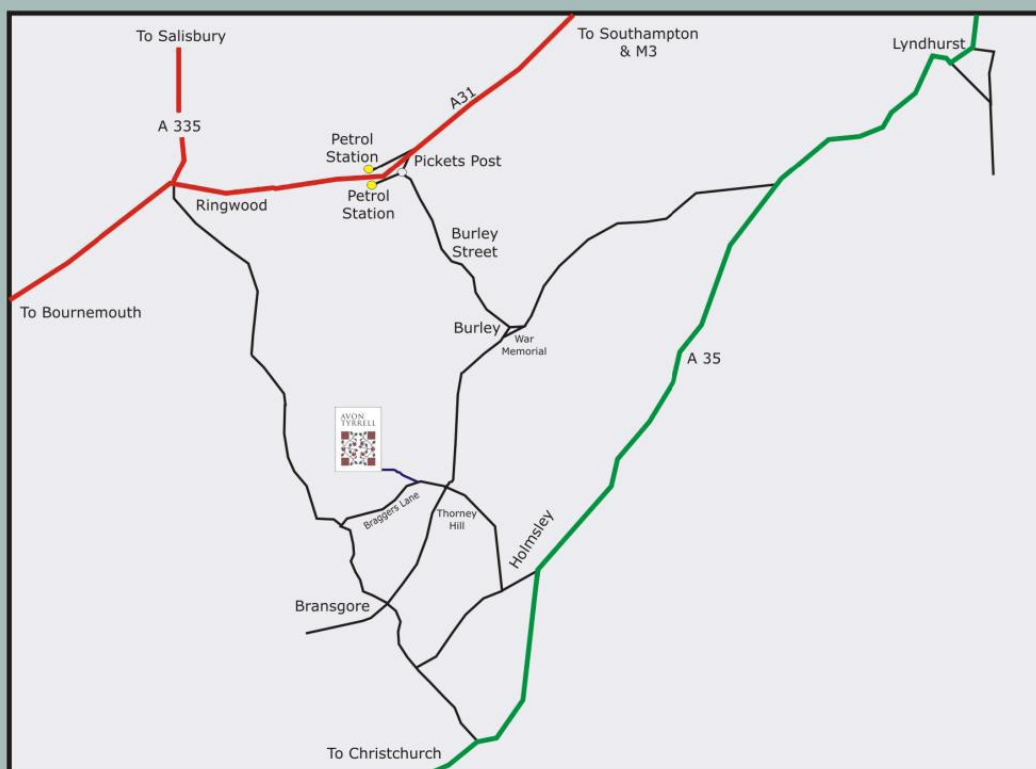 To Salisbury
To Southampton
& M3
Lyndhurst
A31
A 335
Petrol
Station
Pickets Post
Petrol
Station
Ringwood
Burley
Street
To Bournemouth
Burley
War
Memorial
A 35
AVON
TYRRELL
Braggers Lane
Thorney
Hill
Holmsley
Bransgore
To Christchurch